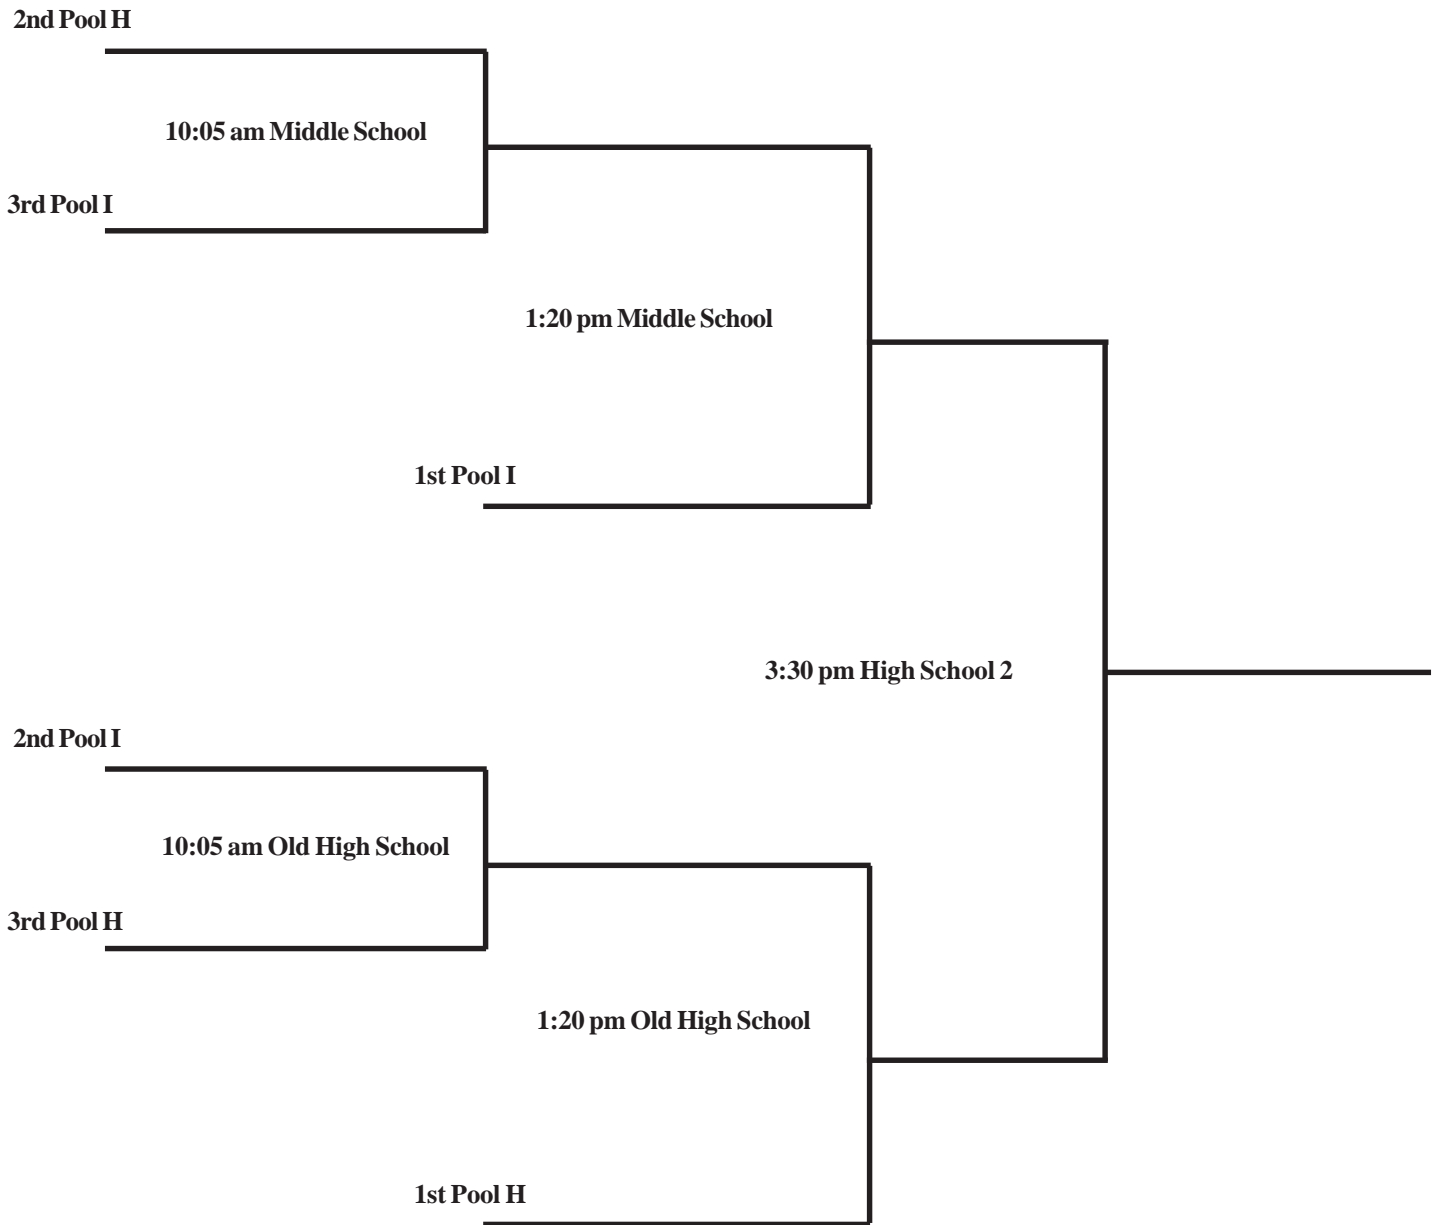 2nd Pool H
10:05 am Middle School
3rd Pool I
1:20 pm Middle School
1st Pool I
3:30 pm High School 2
2nd Pool I
10:05 am Old High School
3rd Pool H
1:20 pm Old High School
1st Pool H